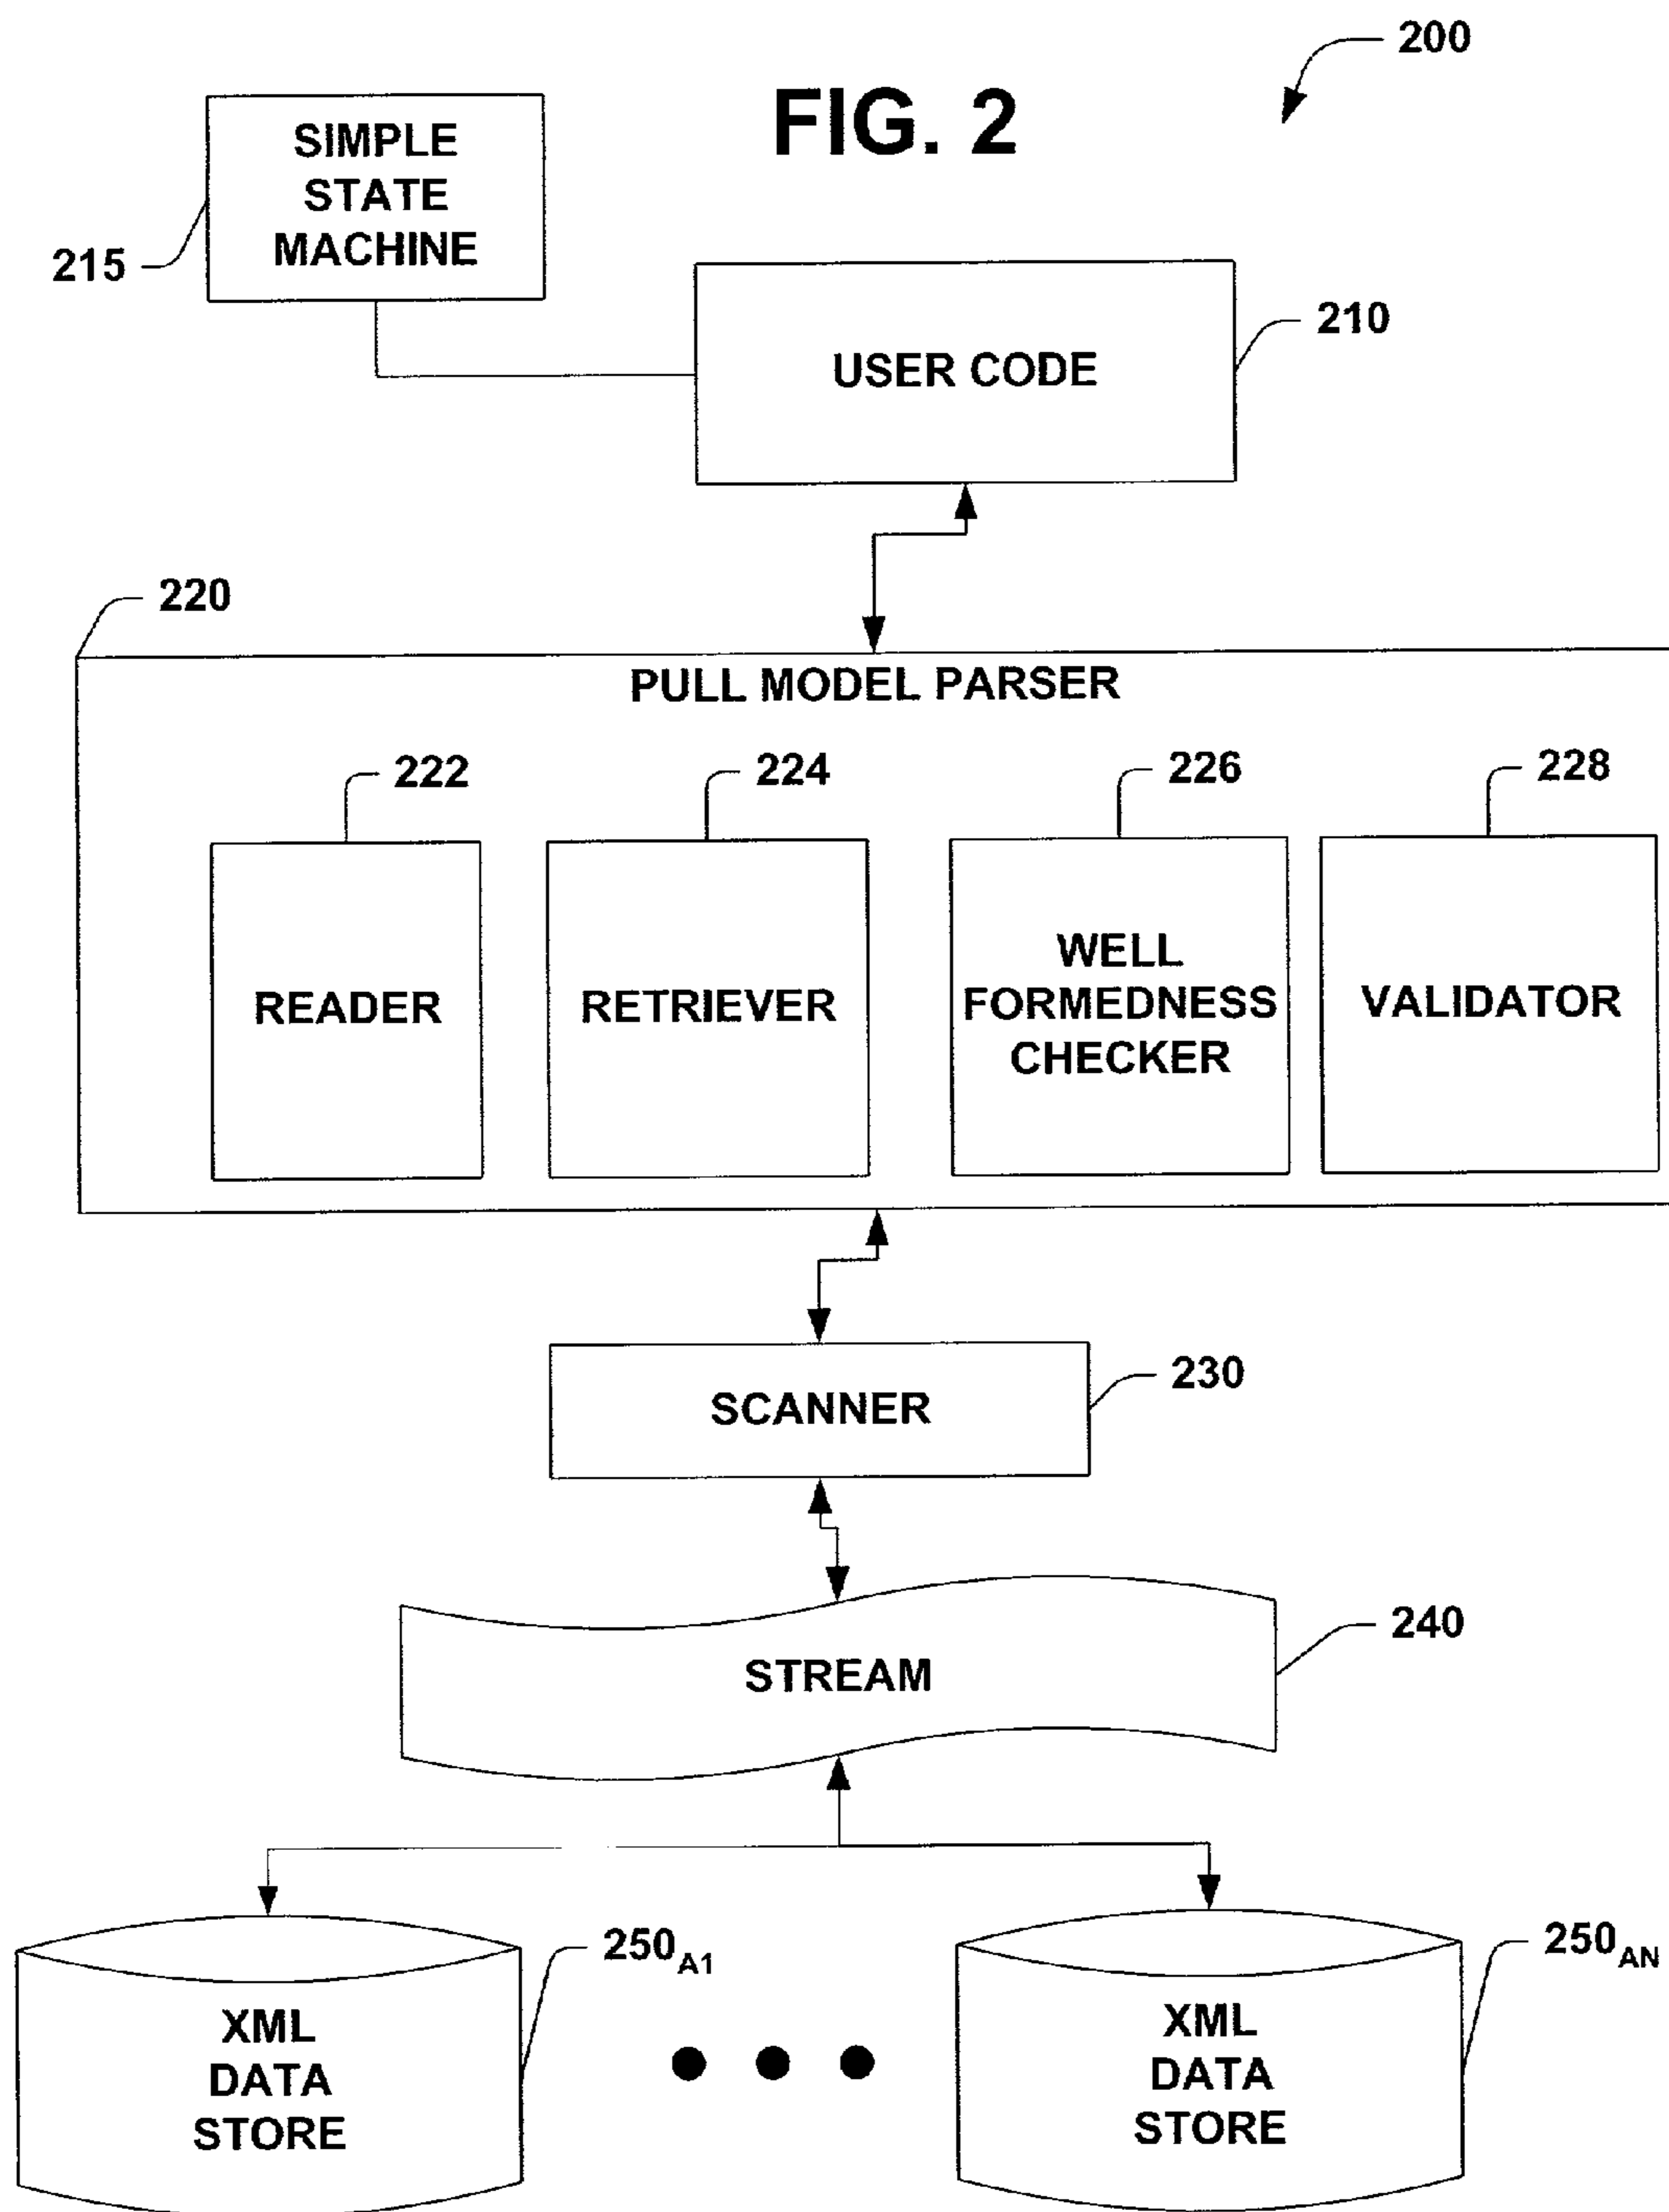 200
FIG. 2
SIMPLE
STATE
MACHINE
215
210
USER CODE
220
PULL MODEL PARSER
222
224
226
228
READER
RETRIEVER
WELL
FORMEDNESS
CHECKER
VALIDATOR
230
SCANNER
240
STREAM
250A1
250AN
XML
DATA
STORE
XML
DATA
STORE